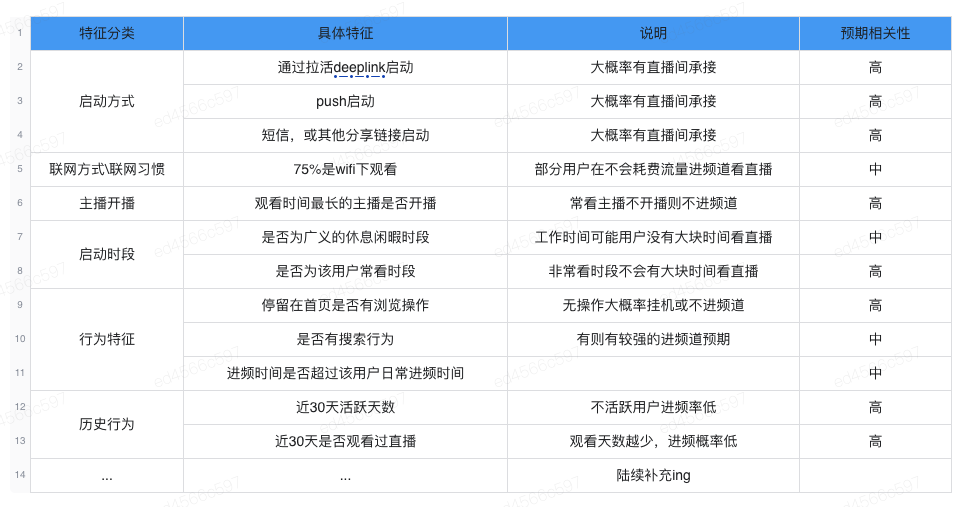 1 特征分类 具体特征 说明 预期相关性
2 启动方式 通过拉活deeplink启动 大概率有直播间承接 高
3 push启动 大概率有直播间承接 高
4 短信，或其他分享链接启动 大概率有直播间承接 高
5 联网方式\联网习惯 75%是wifi下观看 部分用户在不会耗费流量进频道看直播 中
6 主播开播 观看时间最长的主播是否开播 常看主播不开播则不进频道 高
7 启动时段 是否为广义的休息闲暇时段 工作时间可能用户没有大块时间看直播 中
8 是否为该用户常看时段 非常看时段不会有大块时间看直播 高
9 行为特征 停留在首页是否有浏览操作 无操作大概率挂机或不进频道 高
10 是否有搜索行为 有则有较强的进频道预期 中
11 进频时间是否超过该用户日常进频时间 中
12 历史行为 近30天活跃天数 不活跃用户进频率低 高
13 近30天是否观看过直播 观看天数越少，进频概率低 高
14 ... ... 陆续补充ing
ed4566c597